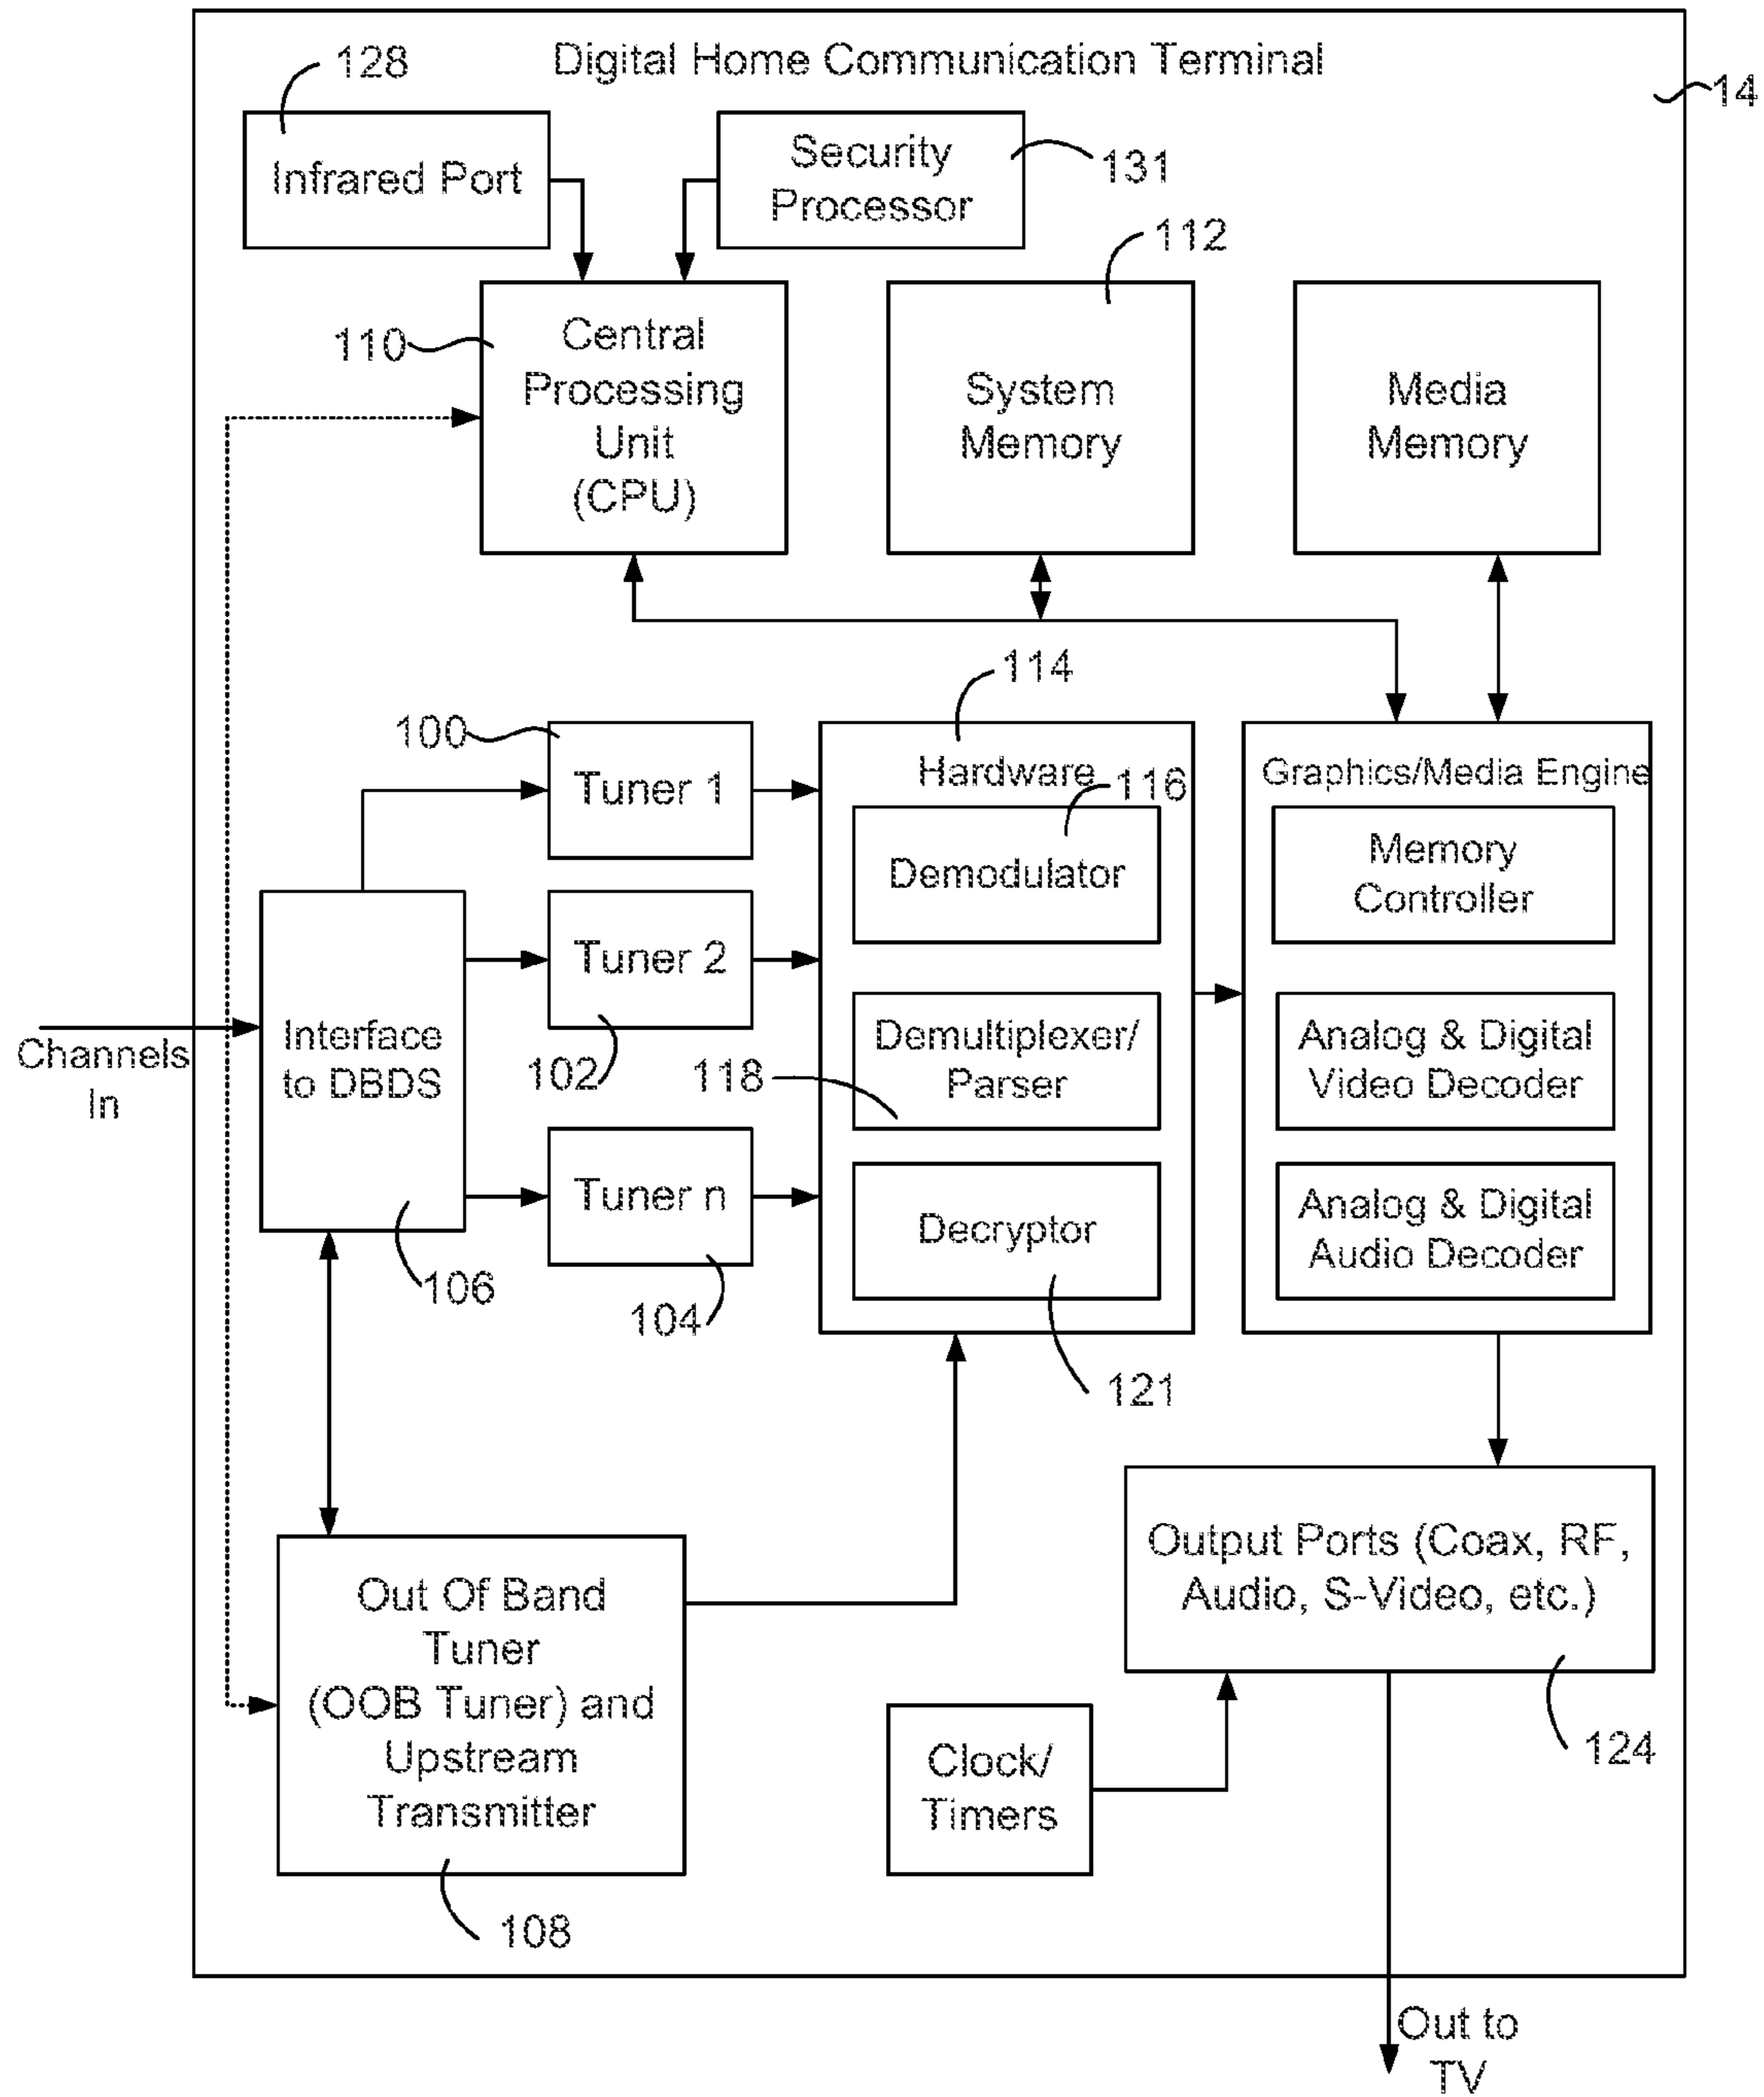 Digital Home Communication Terminal
14
128
Infrared Port
Security
Processor
131
112
110
Central
Processing
Unit
(CPU)
System
Memory
Media
Memory
114
100
Tuner 1
Hardware
116
Demodulator
Graphics/Media Engine
Memory
Controller
Tuner 2
102
Interface
to DBDS
Channels
In
Demultiplexer/
Parser
118
Analog & Digital
Video Decoder
Tuner n
104
106
Decryptor
121
Analog & Digital
Audio Decoder
Out Of Band
Tuner
(OOB Tuner) and
Upstream
Transmitter
108
Output Ports (Coax, RF,
Audio, S-Video, etc.)
124
Clock/
Timers
Out to
TV